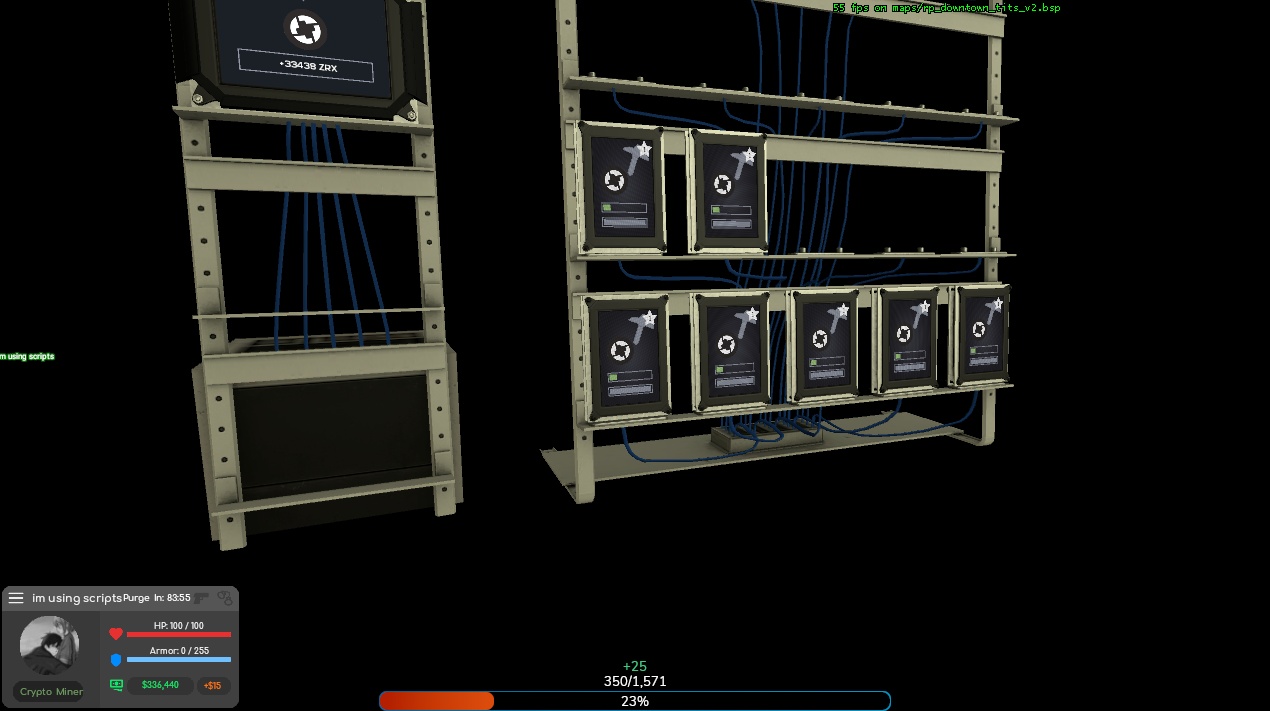 55 fps on maps/rp_downtown_tits_v2.bsp
+33438 ZRX
m using scripts
im using scripts Purge In: 83:55
HP: 100 / 100
Armor: 0 / 255
Crypto Miner
$336,440
+$15
+25
350/1,571
23%